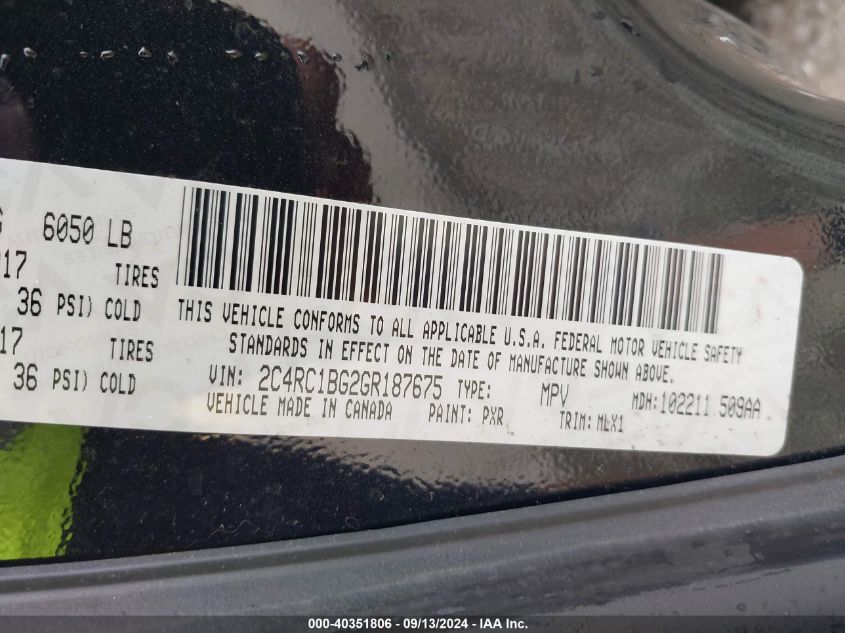 6050 LB
17 TIRES
36 PSI) COLD
17 TIRES
36 PSI) COLD
THIS VEHICLE CONFORMS TO ALL APPLICABLE U.S.A. FEDERAL MOTOR VEHICLE SAFETY
STANDARDS IN EFFECT ON THE DATE OF MANUFACTURE SHOWN ABOVE.
VIN: 2C4RC1BG2GR187675 TYPE: MPV MDH:102211 509AA
VEHICLE MADE IN CANADA PAINT: PXR TRIM: MLX1
000-40351806 - 09/13/2024 - IAA Inc.